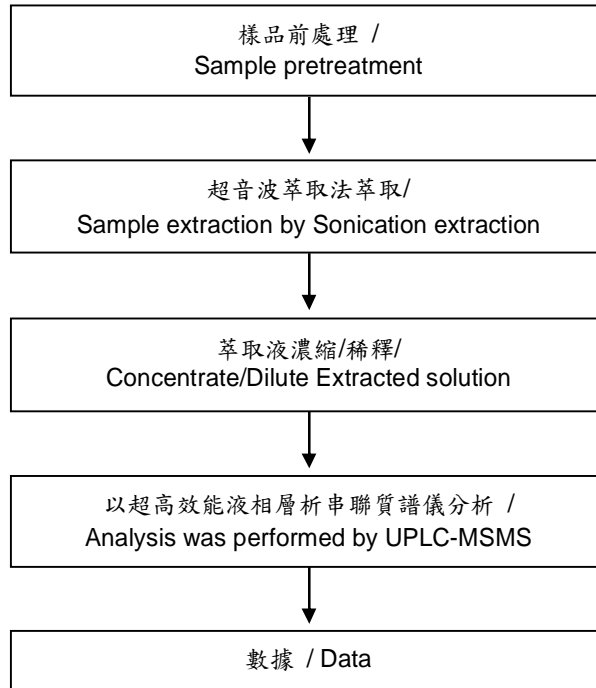 樣品前處理 /
Sample pretreatment
超音波萃取法萃取/
Sample extraction by Sonication extraction
萃取液濃縮/稀釋/
Concentrate/Dilute Extracted solution
以超高效能液相層析串聯質譜儀分析 /
Analysis was performed by UPLC-MSMS
數據 / Data